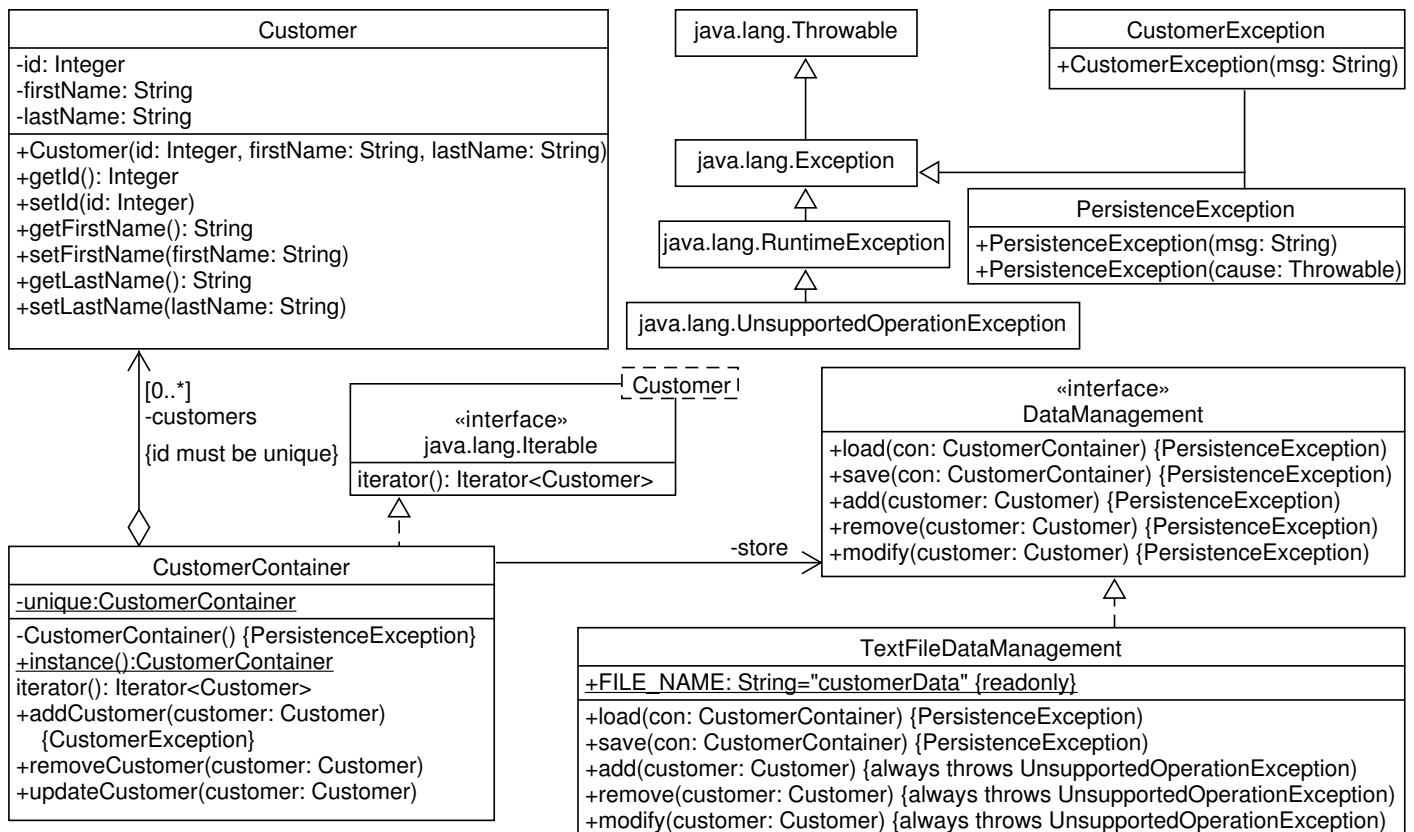 Customer
-id: Integer
-firstName: String
-lastName: String
+Customer(id: Integer, firstName: String, lastName: String)
+getId(): Integer
+setId(id: Integer)
+getFirstName(): String
+setFirstName(firstName: String)
+getLastName(): String
+setLastName(lastName: String)
java.lang.Throwable
java.lang.Exception
java.lang.RuntimeException
java.lang.UnsupportedOperationException
CustomerException
+CustomerException(msg: String)
PersistenceException
+PersistenceException(msg: String)
+PersistenceException(cause: Throwable)
[0..*]
-customers
{id must be unique}
Customer
«interface»
java.lang.Iterable
iterator(): Iterator<Customer>
«interface»
DataManagement
+load(con: CustomerContainer) {PersistenceException}
+save(con: CustomerContainer) {PersistenceException}
+add(customer: Customer) {PersistenceException}
+remove(customer: Customer) {PersistenceException}
+modify(customer: Customer) {PersistenceException}
-store
CustomerContainer
-unique:CustomerContainer
-CustomerContainer() {PersistenceException}
+instance():CustomerContainer
iterator(): Iterator<Customer>
+addCustomer(customer: Customer)
{CustomerException}
+removeCustomer(customer: Customer)
+updateCustomer(customer: Customer)
TextFileDataManagement
+FILE_NAME: String="customerData" {readonly}
+load(con: CustomerContainer) {PersistenceException)
+save(con: CustomerContainer) {PersistenceException)
+add(customer: Customer) {always throws UnsupportedOperationException)
+remove(customer: Customer) {always throws UnsupportedOperationException)
+modify(customer: Customer) {always throws UnsupportedOperationException)